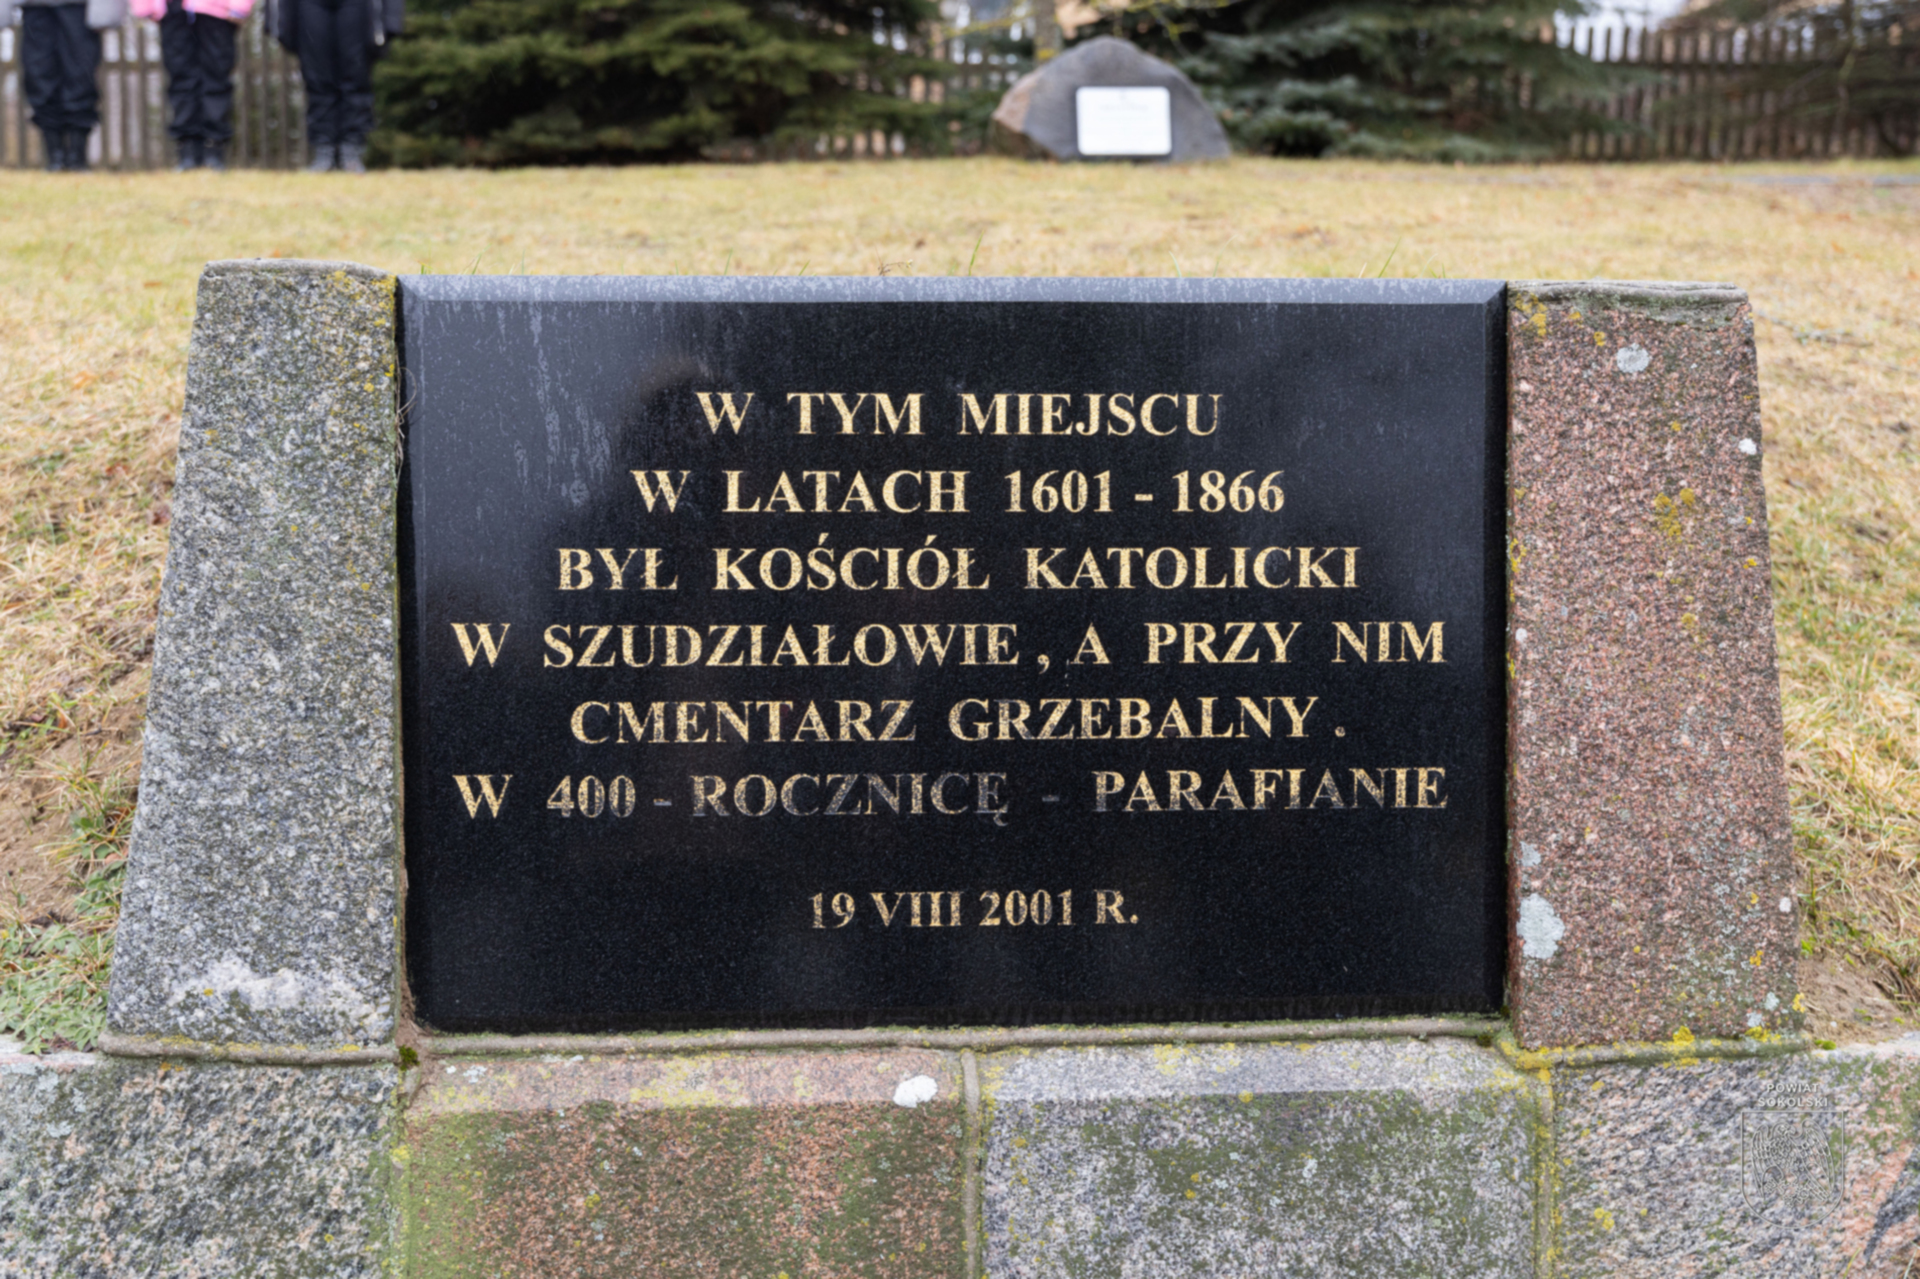 W TYM MIEJSCU
W LATACH 1601 - 1866
BYŁ KOŚCIÓŁ KATOLICKI
W SZUDZIAŁOWIE, A PRZY NIM
CMENTARZ GRZEBALNY.
W 400 - ROCZNICĘ - PARAFIANIE
19 VIII 2001 R.
POWIAT
SOKÓLSKI